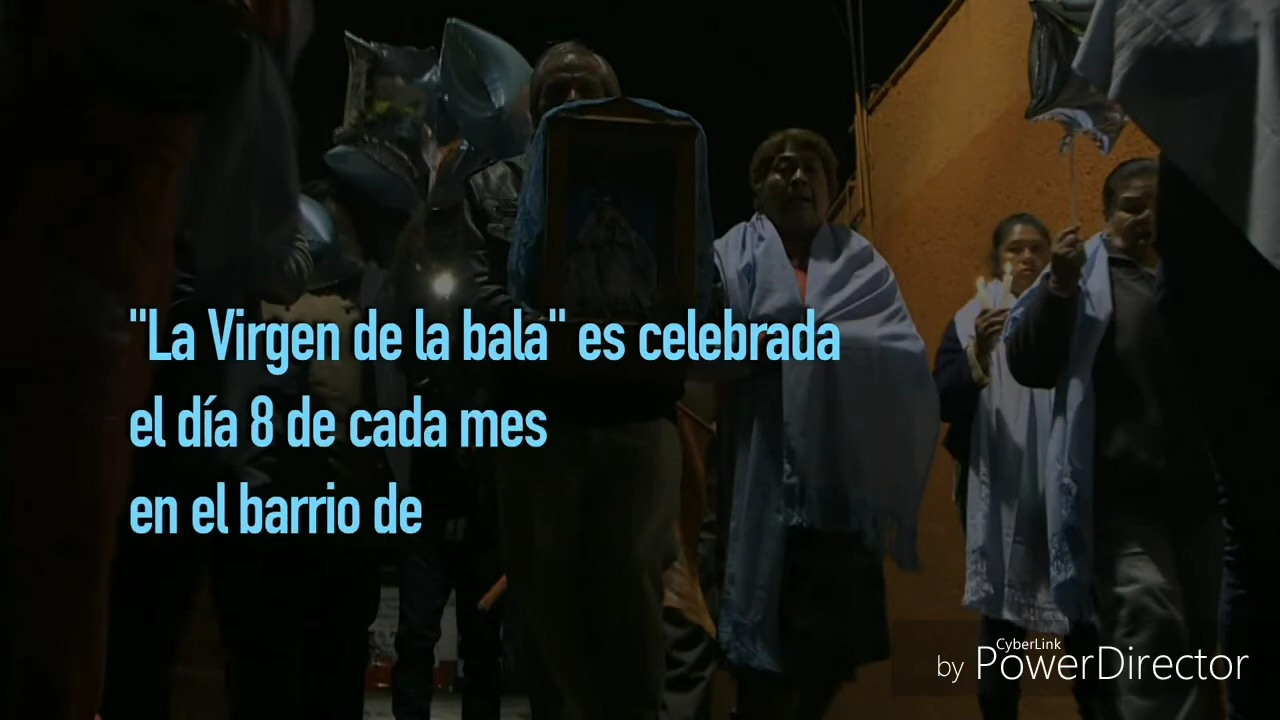 "La Virgen de la bala" es celebrada
el día 8 de cada mes
en el barrio de
by CyberLink PowerDirector